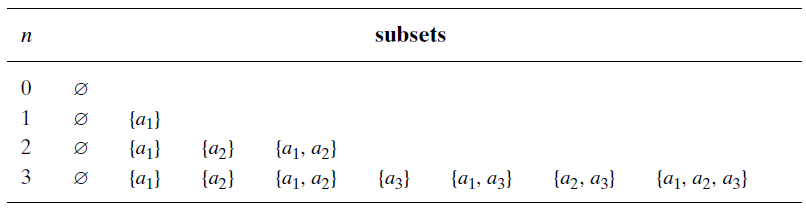 n subsets
0 ∅
1 ∅ {a₁}
2 ∅ {a₁} {a₂} {a₁, a₂}
3 ∅ {a₁} {a₂} {a₁, a₂} {a₃} {a₁, a₃} {a₂, a₃} {a₁, a₂, a₃}